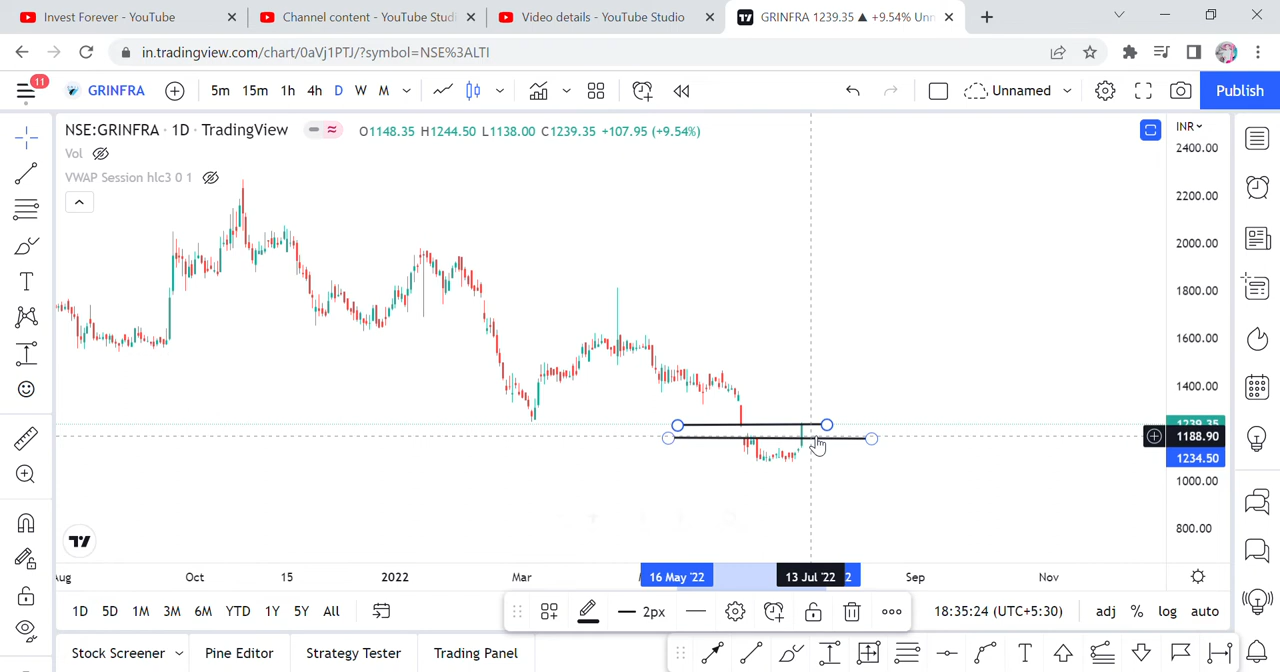 Invest Forever - YouTube
Channel content - YouTube Studi
Video details - YouTube Studio
GRINFRA 1239.35 ▲ +9.54% Unn
in.tradingview.com/chart/0aVj1PTJ/?symbol=NSE%3ALTI
11
GRINFRA 5m 15m 1h 4h D W M Unnamed Publish
NSE:GRINFRA · 1D · TradingView O1148.35 H1244.50 L1138.00 C1239.35 +107.95 (+9.54%)
INR
Vol
VWAP Session hlc3 0 1
2400.00
2200.00
2000.00
1800.00
1600.00
1400.00
1239.35
1188.90
1234.50
1000.00
800.00
Aug Oct 15 2022 Mar 16 May '22 13 Jul '22 2 Sep Nov
1D 5D 1M 3M 6M YTD 1Y 5Y All 2px 18:35:24 (UTC+5:30) adj % log auto
Stock Screener Pine Editor Strategy Tester Trading Panel